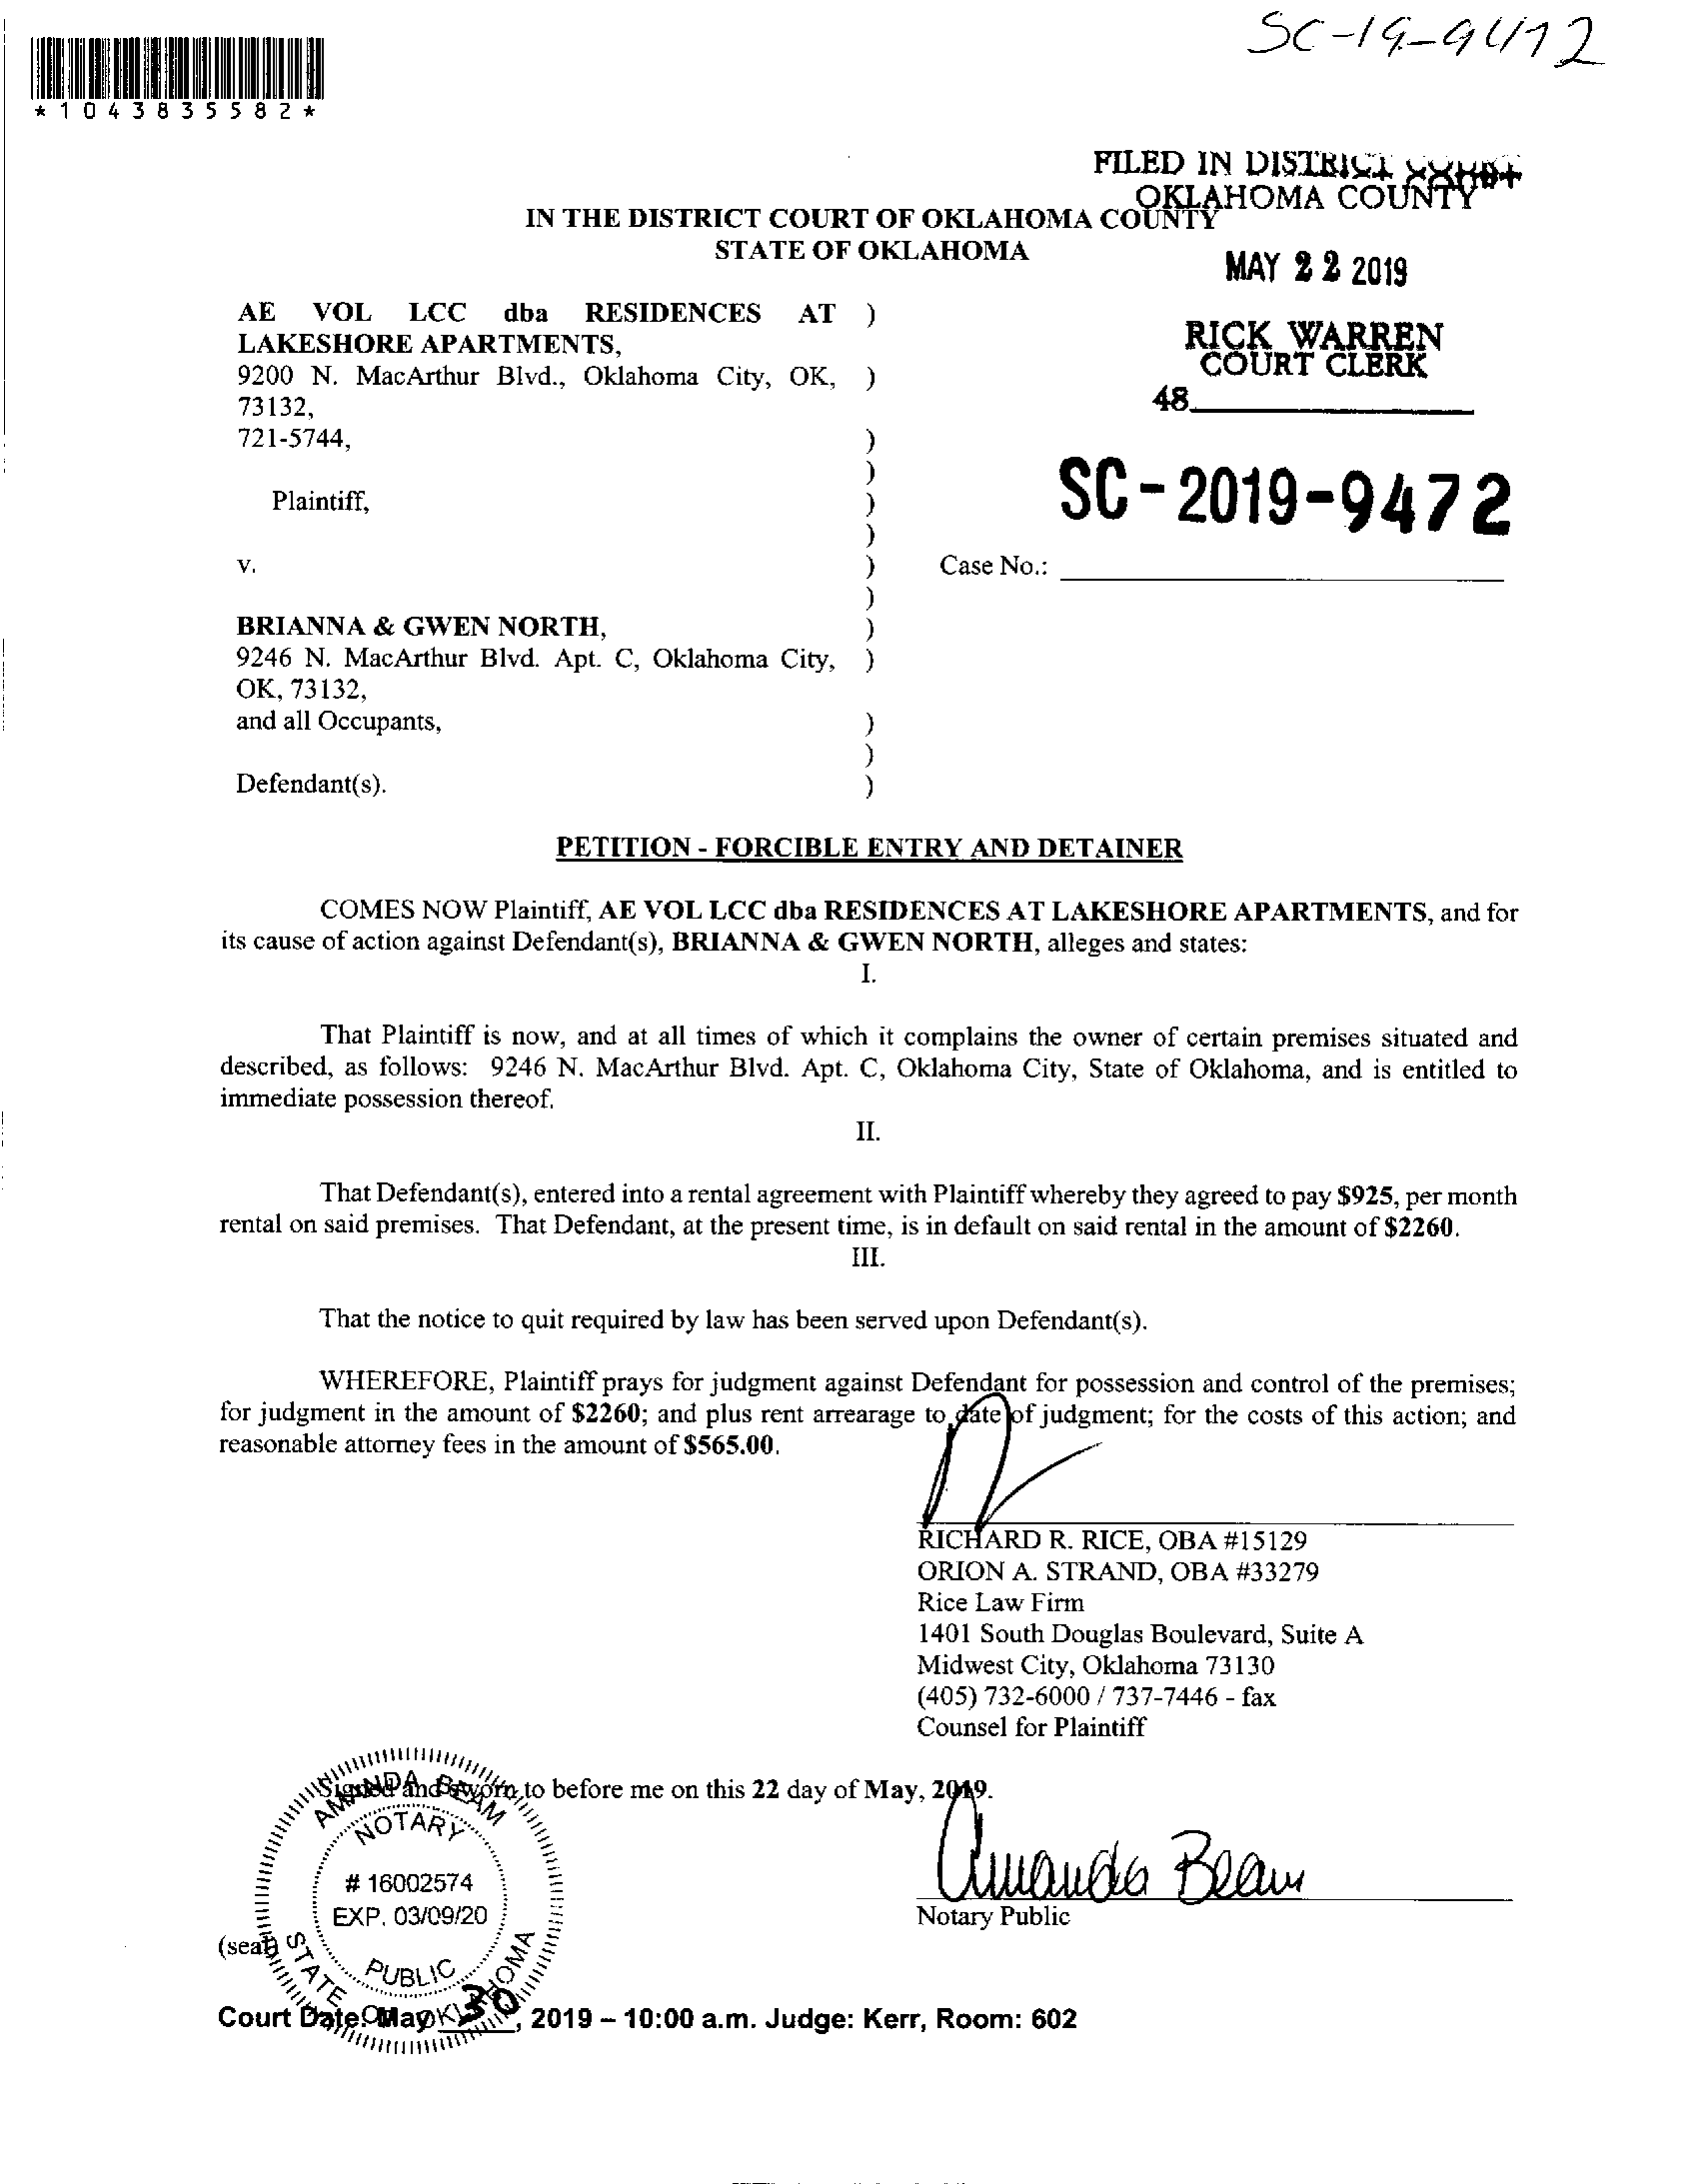 SC-19-9472
*1043835582*
FILED IN DISTRICT COURT
OKLAHOMA COUNTY
IN THE DISTRICT COURT OF OKLAHOMA COUNTY
STATE OF OKLAHOMA
MAY 22 2019
AE VOL LCC dba RESIDENCES AT )
LAKESHORE APARTMENTS,
RICK WARREN
COURT CLERK
9200 N. MacArthur Blvd., Oklahoma City, OK, )
73132,
48
721-5744, )
)
SC-2019-9472
Plaintiff, )
)
v. ) Case No.:
)
BRIANNA & GWEN NORTH, )
9246 N. MacArthur Blvd. Apt. C, Oklahoma City, )
OK, 73132,
and all Occupants, )
)
Defendant(s). )
PETITION - FORCIBLE ENTRY AND DETAINER
COMES NOW Plaintiff, AE VOL LCC dba RESIDENCES AT LAKESHORE APARTMENTS, and for
its cause of action against Defendant(s), BRIANNA & GWEN NORTH, alleges and states:
I.
That Plaintiff is now, and at all times of which it complains the owner of certain premises situated and
described, as follows: 9246 N. MacArthur Blvd. Apt. C, Oklahoma City, State of Oklahoma, and is entitled to
immediate possession thereof.
II.
That Defendant(s), entered into a rental agreement with Plaintiff whereby they agreed to pay $925, per month
rental on said premises. That Defendant, at the present time, is in default on said rental in the amount of $2260.
III.
That the notice to quit required by law has been served upon Defendant(s).
WHEREFORE, Plaintiff prays for judgment against Defendant for possession and control of the premises;
for judgment in the amount of $2260; and plus rent arrearage to date of judgment; for the costs of this action; and
reasonable attorney fees in the amount of $565.00.
RICHARD R. RICE, OBA #15129
ORION A. STRAND, OBA #33279
Rice Law Firm
1401 South Douglas Boulevard, Suite A
Midwest City, Oklahoma 73130
(405) 732-6000 / 737-7446 - fax
Counsel for Plaintiff
Signed and sworn to before me on this 22 day of May, 2019.
AMANDA BEAM
NOTARY
# 16002574
EXP. 03/09/20
PUBLIC
STATE OF OKLAHOMA
Amanda Beam
Notary Public
(seal)
Court Date: May 30, 2019 – 10:00 a.m. Judge: Kerr, Room: 602